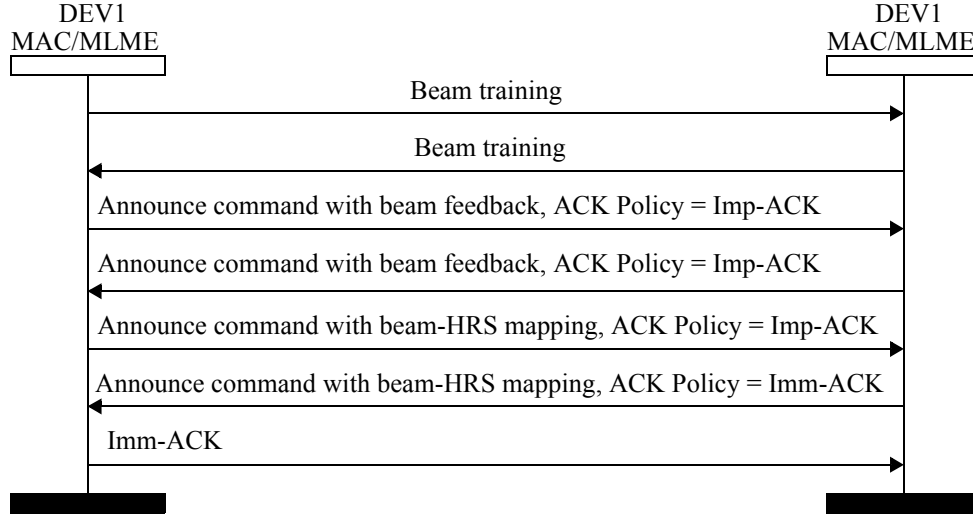 DEV1
MAC/MLME
DEV1
MAC/MLME
Beam training
Beam training
Announce command with beam feedback, ACK Policy = Imp-ACK
Announce command with beam feedback, ACK Policy = Imp-ACK
Announce command with beam-HRS mapping, ACK Policy = Imp-ACK
Announce command with beam-HRS mapping, ACK Policy = Imm-ACK
Imm-ACK